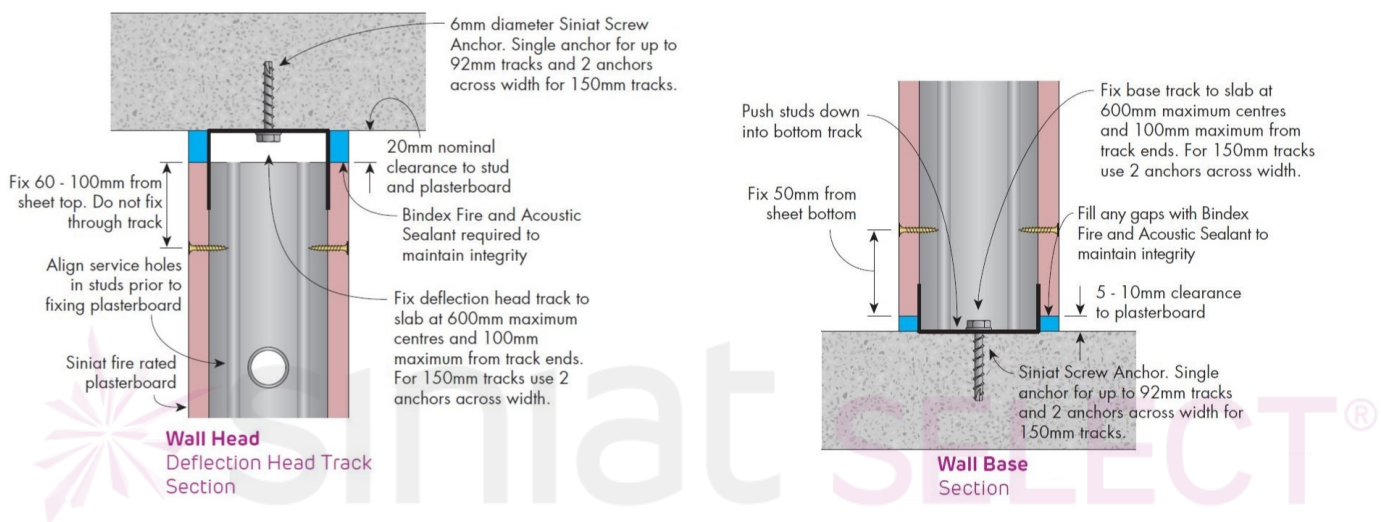 6mm diameter Siniat Screw
Anchor. Single anchor for up to
92mm tracks and 2 anchors
across width for 150mm tracks.
20mm nominal
clearance to stud
and plasterboard
Fix 60 - 100mm from
sheet top. Do not fix
through track
Bindex Fire and Acoustic
Sealant required to
maintain integrity
Align service holes
in studs prior to
fixing plasterboard
Fix deflection head track to
slab at 600mm maximum
centres and 100mm
maximum from track ends.
For 150mm tracks use 2
anchors across width.
Siniat fire rated
plasterboard
Wall Head
Deflection Head Track
Section
Push studs down
into bottom track
Fix base track to slab at
600mm maximum centres
and 100mm maximum from
track ends. For 150mm tracks
use 2 anchors across width.
Fix 50mm from
sheet bottom
Fill any gaps with Bindex
Fire and Acoustic Sealant to
maintain integrity
5 - 10mm clearance
to plasterboard
Siniat Screw Anchor. Single
anchor for up to 92mm tracks
and 2 anchors across width for
150mm tracks.
Wall Base
Section
siniat SELECT®